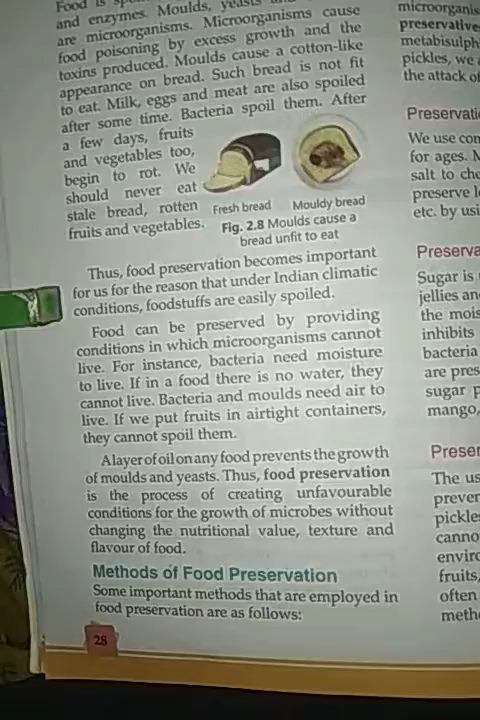 Food is
and enzymes. Moulds, yeasts
are microorganisms. Microorganisms cause
food poisoning by excess growth and the
toxins produced. Moulds cause a cotton-like
appearance on bread. Such bread is not fit
to eat. Milk, eggs and meat are also spoiled
after some time. Bacteria spoil them. After
a few days, fruits
and vegetables too,
begin to rot. We
should never eat
stale bread, rotten
fruits and vegetables.
Fresh bread Mouldy bread
Fig. 2.8 Moulds cause a
bread unfit to eat
Thus, food preservation becomes important
for us for the reason that under Indian climatic
conditions, foodstuffs are easily spoiled.
Food can be preserved by providing
conditions in which microorganisms cannot
live. For instance, bacteria need moisture
to live. If in a food there is no water, they
cannot live. Bacteria and moulds need air to
live. If we put fruits in airtight containers,
they cannot spoil them.
A layer of oil on any food prevents the growth
of moulds and yeasts. Thus, food preservation
is the process of creating unfavourable
conditions for the growth of microbes without
changing the nutritional value, texture and
flavour of food.
Methods of Food Preservation
Some important methods that are employed in
food preservation are as follows:
28
microorganis
preservative
metabisulph
pickles, we
the attack of
Preservati
We use com
for ages.
salt to
preserve
etc. by usi
Preserva
Sugar is
jellies an
the mois
inhibits
bacteria
are pres
sugar
mango,
Preser
The us
prever
pickle
canno
enviro
fruits,
often
meth